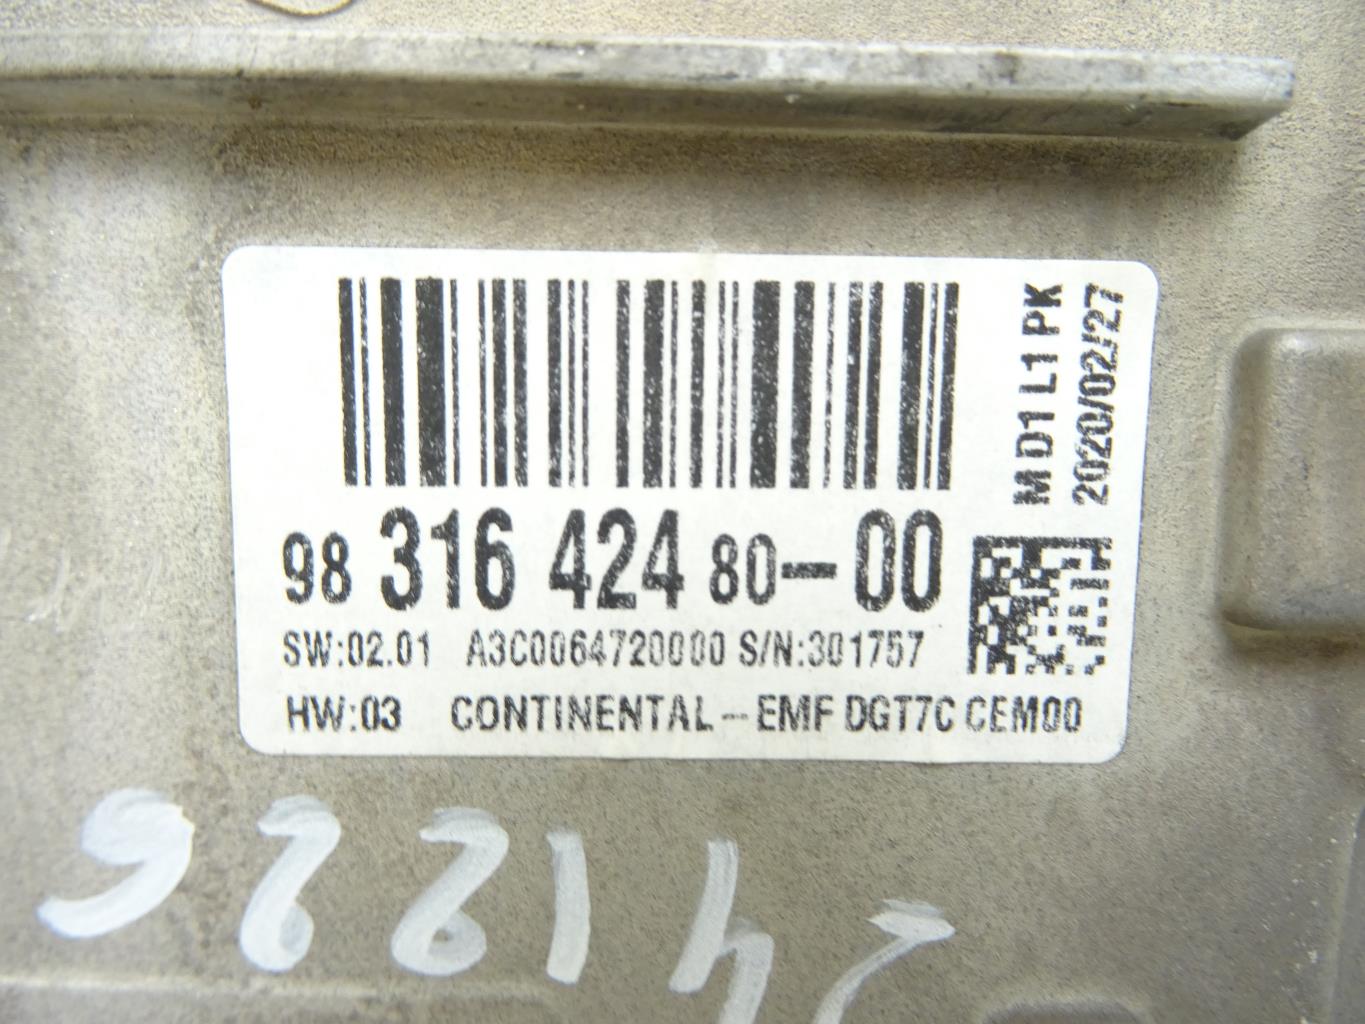 MD1 L1 PK
2020/02/27
98 316 424 80-00
SW:02.01 A3C0064720000 S/N:301757
HW:03 CONTINENTAL-EMF DGT7C CEM00